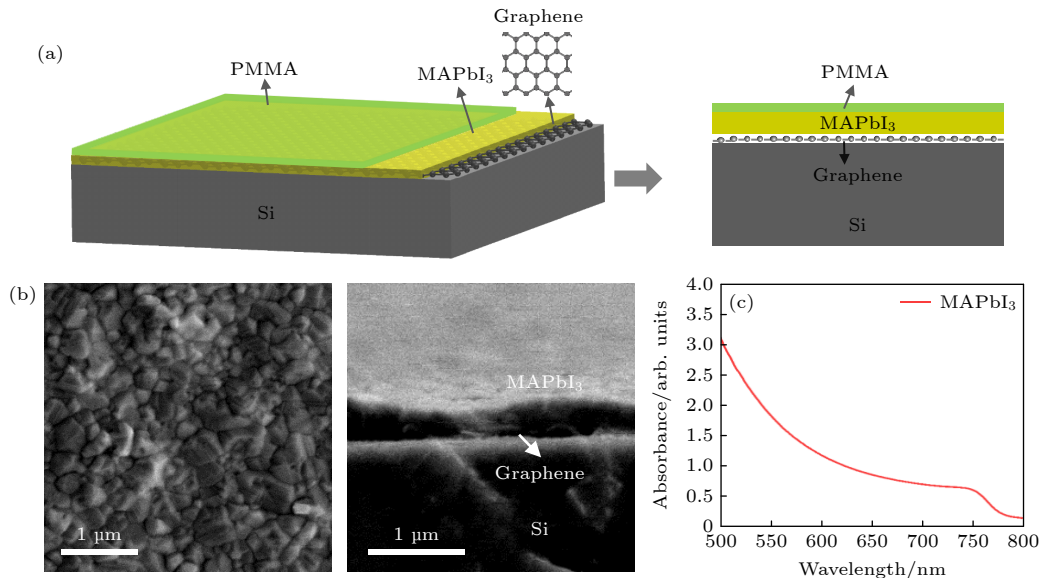 (a)
Graphene
PMMA
MAPbI₃
Si
PMMA
MAPbI₃
Graphene
Si
(b)
1 µm
MAPbI₃
Graphene
Si
1 µm
(c)
MAPbI₃
Absorbance/arb. units
4.0
3.5
3.0
2.5
2.0
1.5
1.0
0.5
0
500 550 600 650 700 750 800
Wavelength/nm